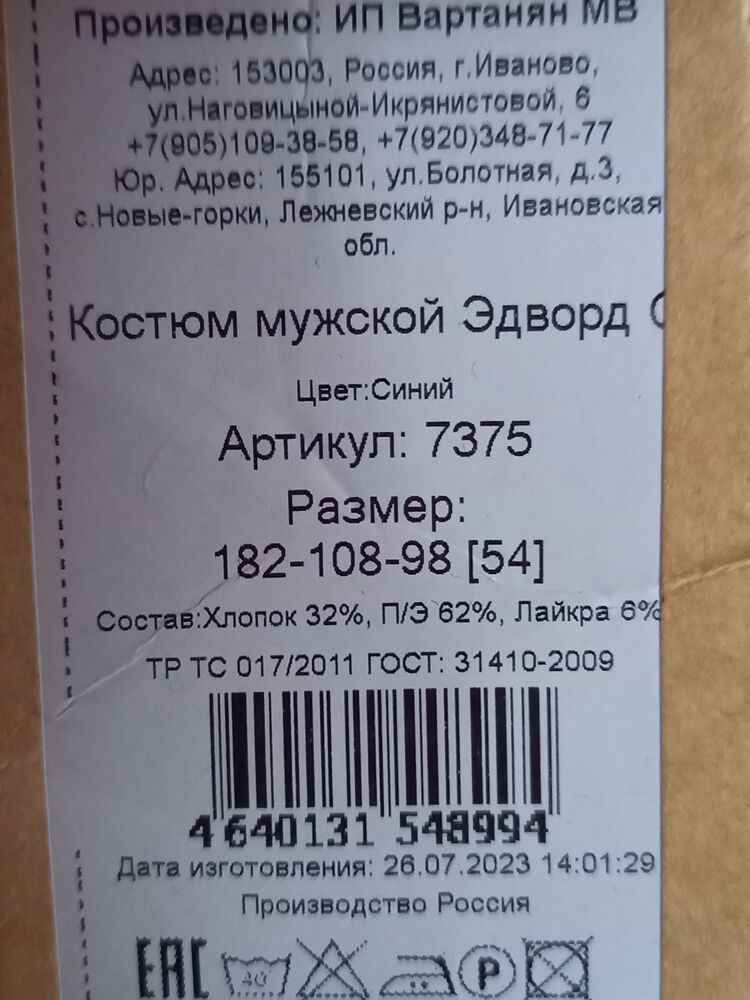 Произведено: ИП Вартанян МВ
Адрес: 153003, Россия, г.Иваново,
ул.Наговицыной-Икрянистовой, 6
+7(905)109-38-58, +7(920)348-71-77
Юр. Адрес: 155101, ул.Болотная, д.3,
с.Новые-горки, Лежневский р-н, Ивановская
обл.
Костюм мужской Эдворд
Цвет:Синий
Артикул: 7375
Размер:
182-108-98 [54]
Состав:Хлопок 32%, П/Э 62%, Лайкра 6%
ТР ТС 017/2011 ГОСТ: 31410-2009
4 640131 548994
Дата изготовления: 26.07.2023 14:01:29
Производство Россия
EAC 40 P